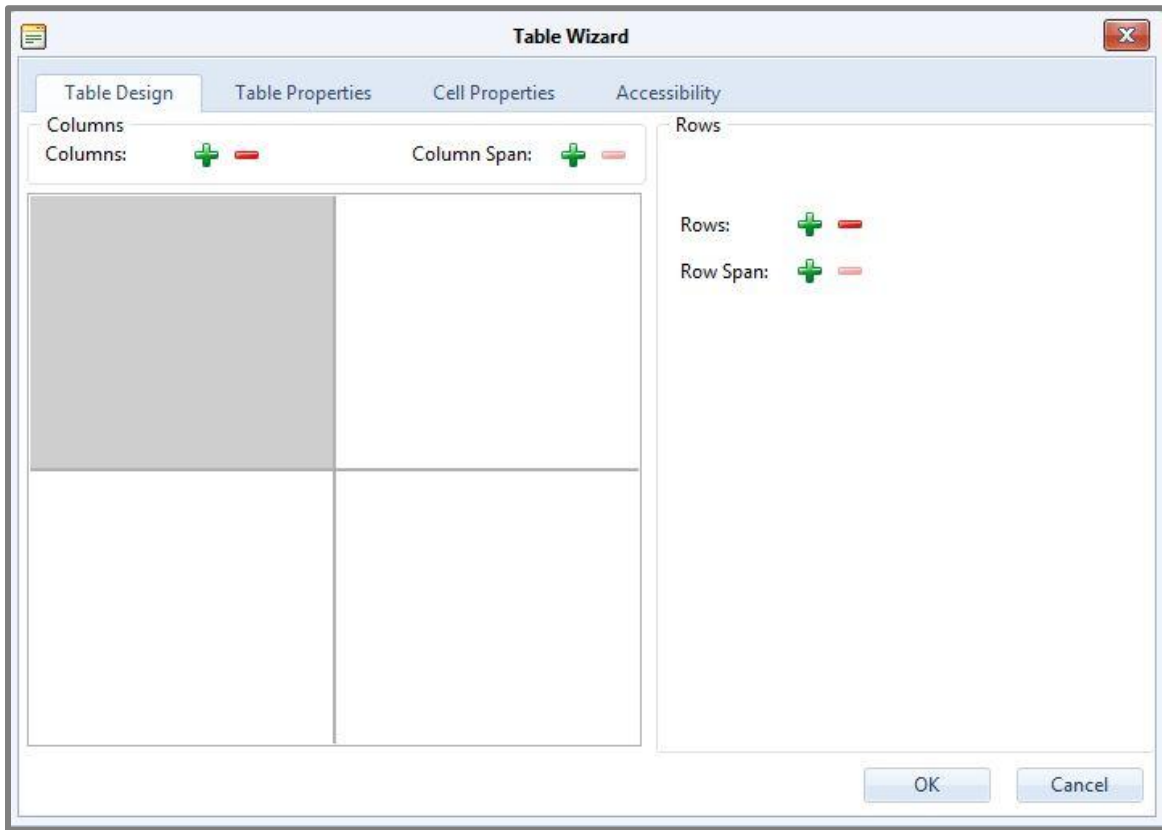 Table Wizard
Table Design Table Properties Cell Properties Accessibility
Columns
Columns: Column Span:
Rows
Rows:
Row Span:
OK Cancel